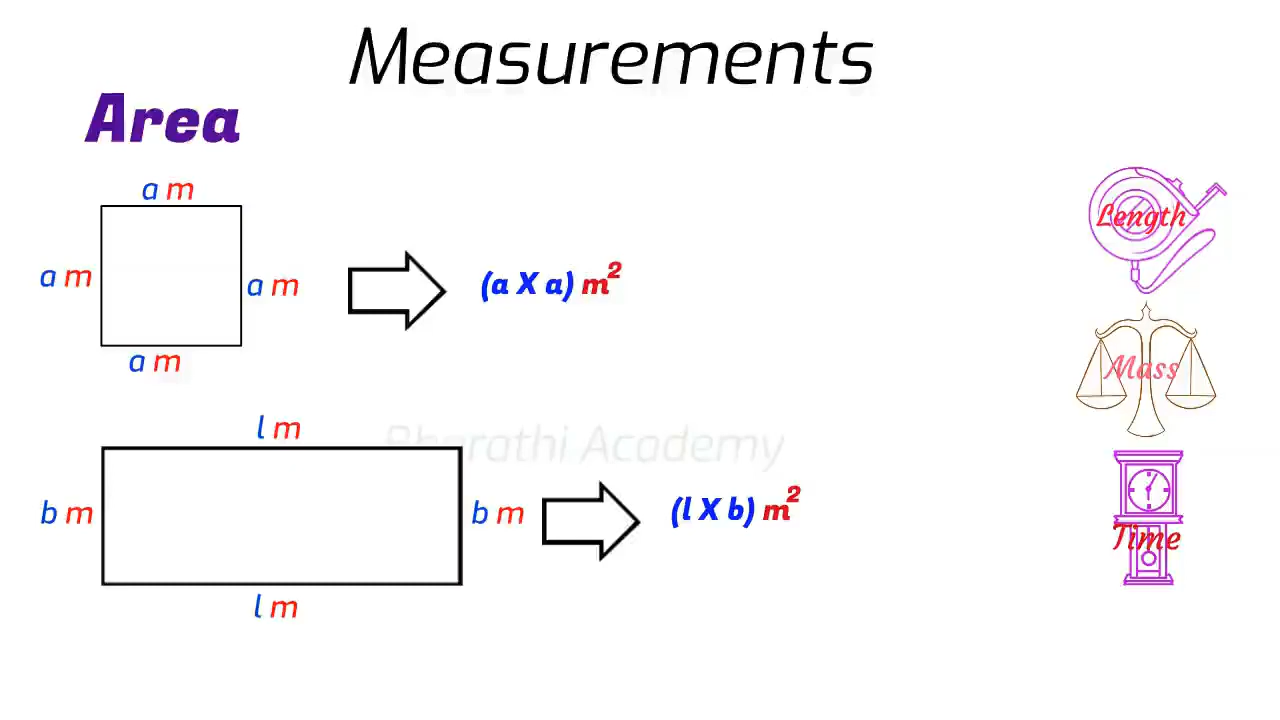 Measurements
Area
a m
a m
a m
a m
(a X a) m²
l m
b m
b m
l m
(l X b) m²
Bharathi Academy
Length
Mass
Time